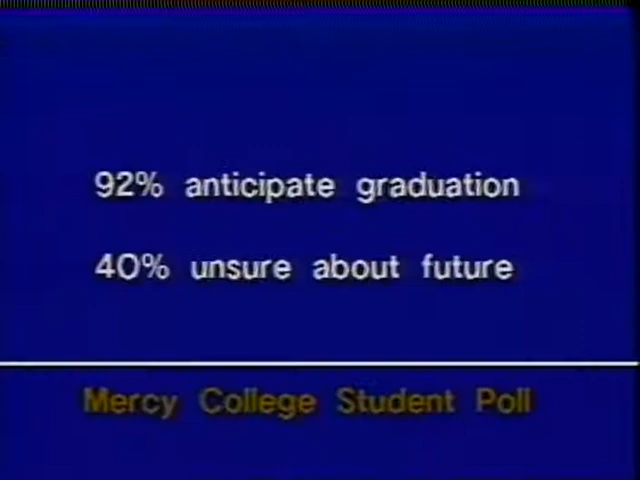 92% anticipate graduation
40% unsure about future
Mercy College Student Poll